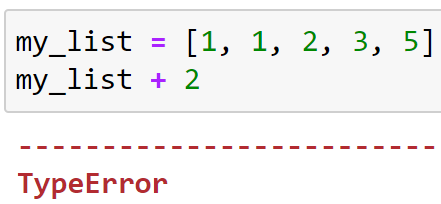 my_list = [1, 1, 2, 3, 5]
my_list + 2
---------------------------
TypeError